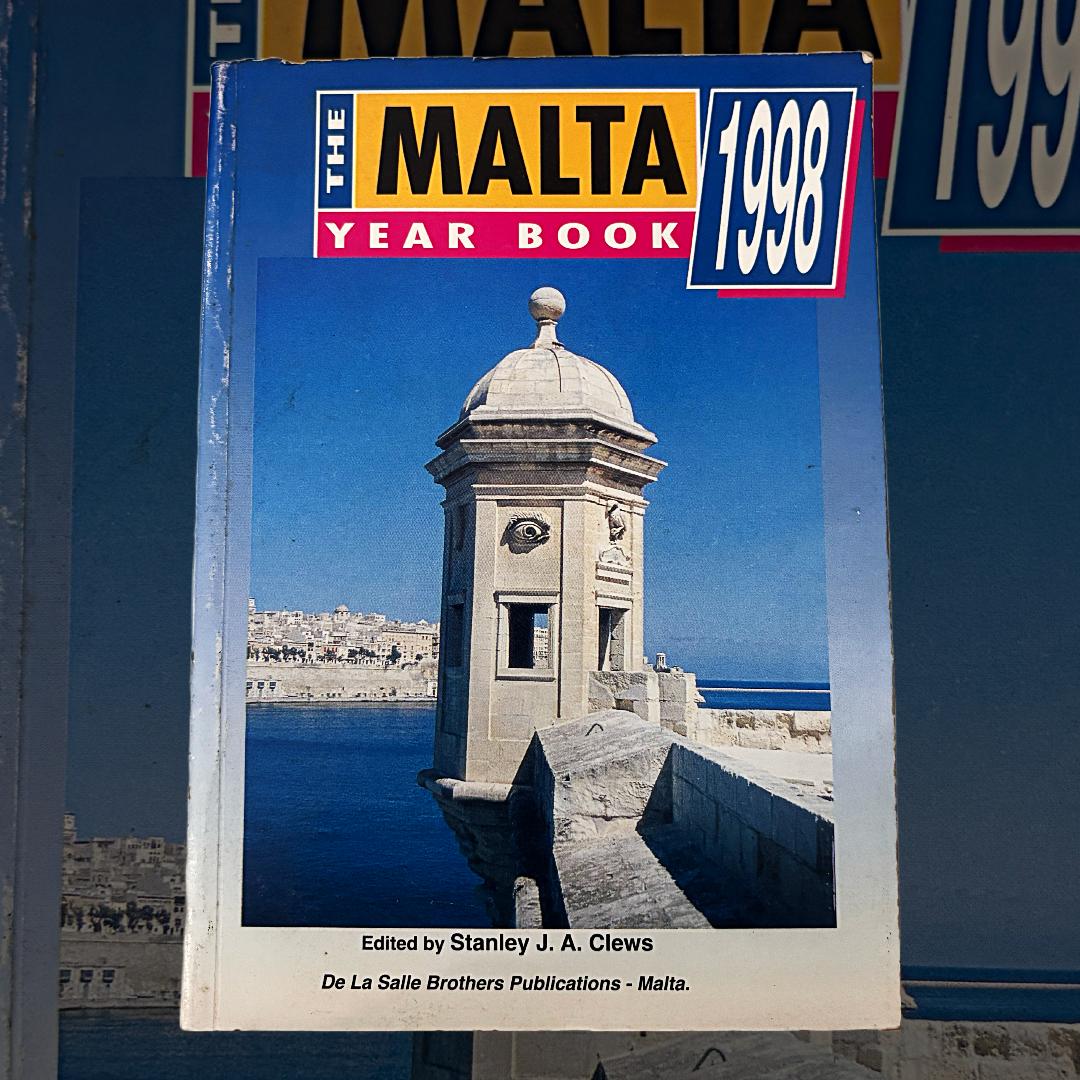 THE MALTA 1998
YEAR BOOK
Edited by Stanley J. A. Clews
De La Salle Brothers Publications - Malta.